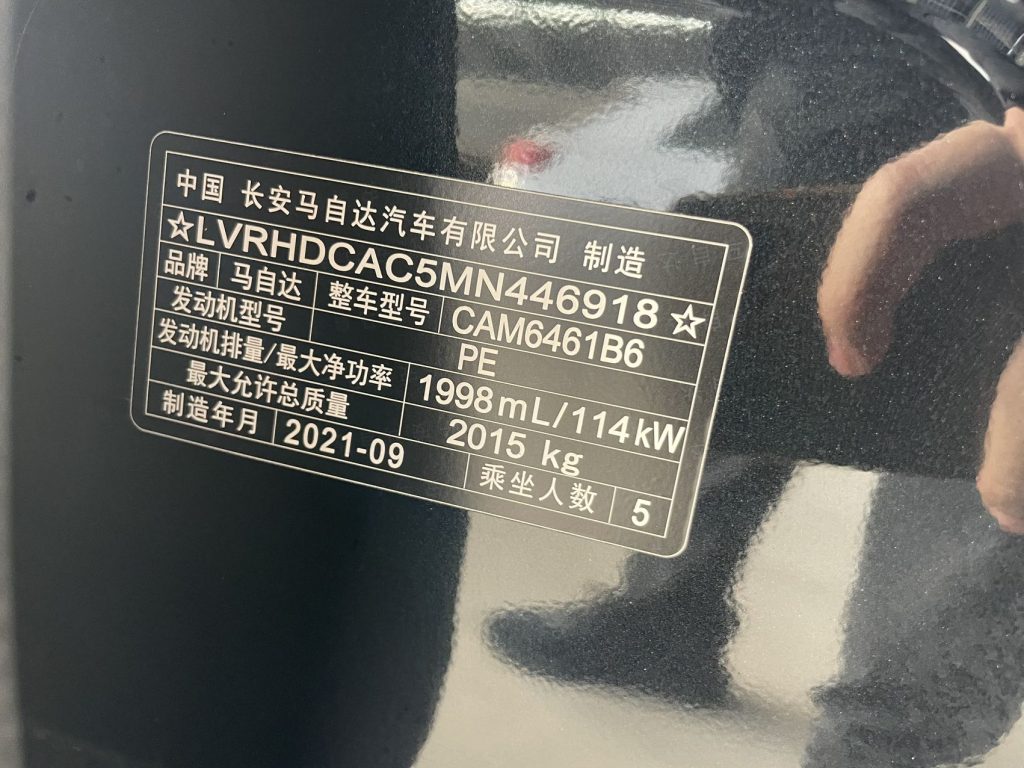 中国 长安马自达汽车有限公司 制造
☆LVRHDCAC5MN446918☆
品牌 马自达 整车型号 CAM6461B6
发动机型号 PE
发动机排量/最大净功率 1998mL/114kW
最大允许总质量 2015 kg
制造年月 2021-09 乘坐人数 5